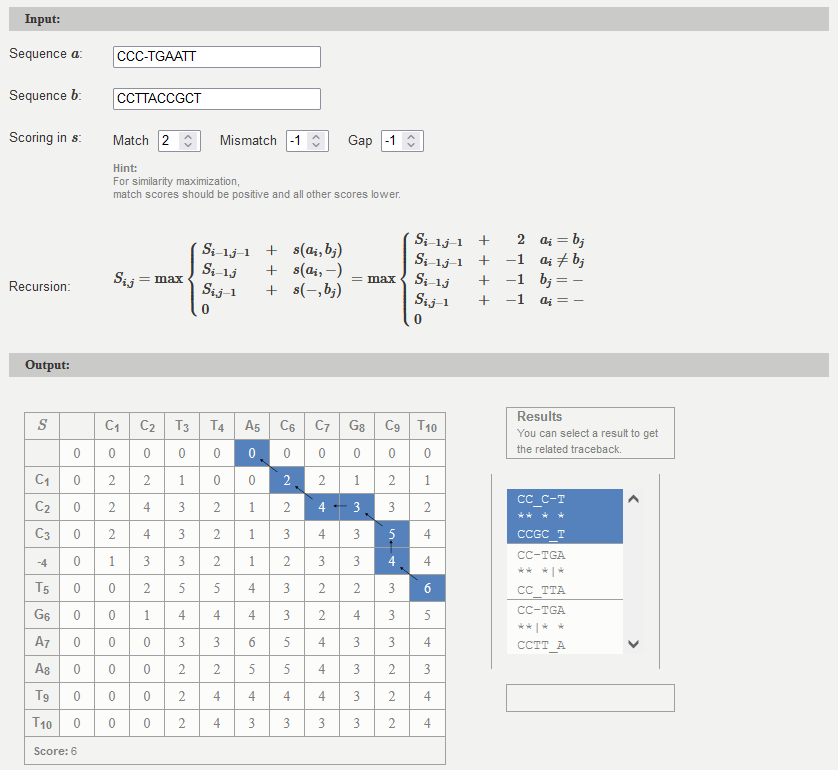 Input:
Sequence a: CCC-TGAATT
Sequence b: CCTTACCGCT
Scoring in s: Match 2 Mismatch -1 Gap -1
Hint:
For similarity maximization,
match scores should be positive and all other scores lower.
Recursion: S_{i,j} = max { S_{i−1,j−1} + s(a_i, b_j) ; S_{i−1,j} + s(a_i, −) ; S_{i,j−1} + s(−, b_j) ; 0 = max { S_{i−1,j−1} + 2 a_i = b_j ; S_{i−1,j−1} + −1 a_i ≠ b_j ; S_{i−1,j} + −1 b_j = − ; S_{i,j−1} + −1 a_i = − ; 0
Output:
S C₁ C₂ T₃ T₄ A₅ C₆ C₇ G₈ C₉ T₁₀
0 0 0 0 0 0 0 0 0 0 0
C₁ 0 2 2 1 0 0 2 2 1 2 1
C₂ 0 2 4 3 2 1 2 4 3 3 2
C₃ 0 2 4 3 2 1 3 4 3 5 4
-₄ 0 1 3 3 2 1 2 3 3 4 4
T₅ 0 0 2 5 5 4 3 2 2 3 6
G₆ 0 0 1 4 4 4 3 2 4 3 5
A₇ 0 0 0 3 3 6 5 4 3 3 4
A₈ 0 0 0 2 2 5 5 4 3 2 3
T₉ 0 0 0 2 4 4 4 4 3 2 4
T₁₀ 0 0 0 2 4 3 3 3 3 2 4
Score: 6
Results
You can select a result to get
the related traceback.
CC_C-T
** * *
CCGC_T
CC-TGA
** *|*
CC_TTA
CC-TGA
**|* *
CCTT_A